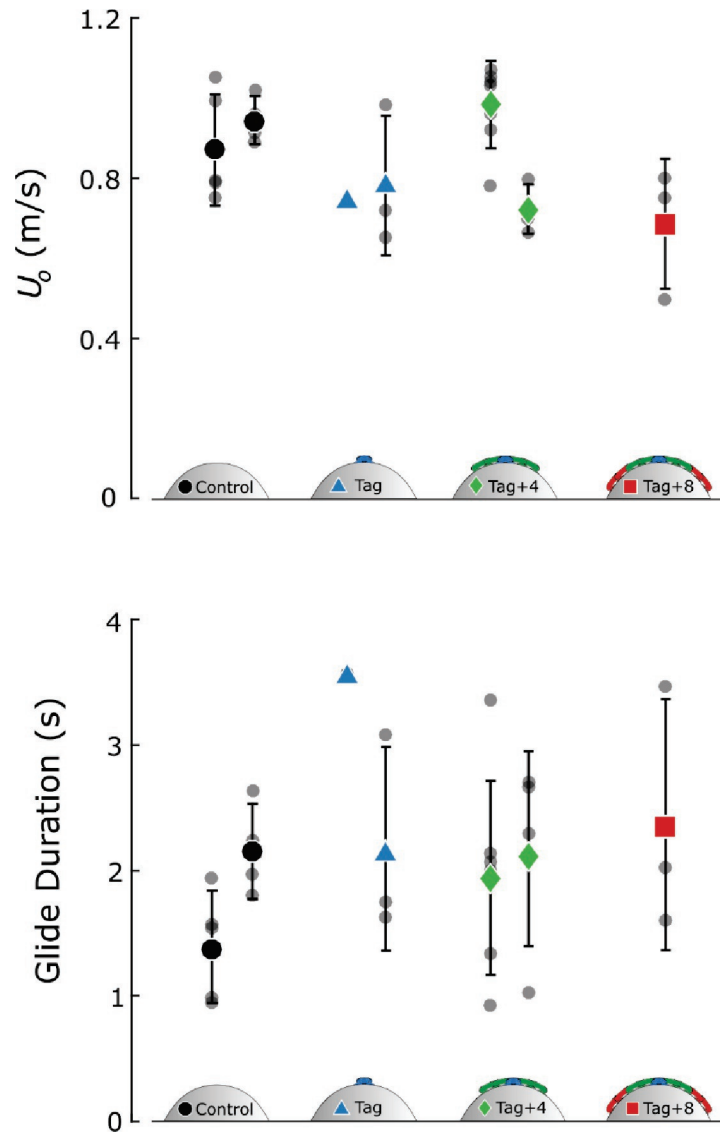 1.2
0.8
0.4
0
U₀ (m/s)
Control
Tag
Tag+4
Tag+8
4
3
2
1
0
Glide Duration (s)
Control
Tag
Tag+4
Tag+8